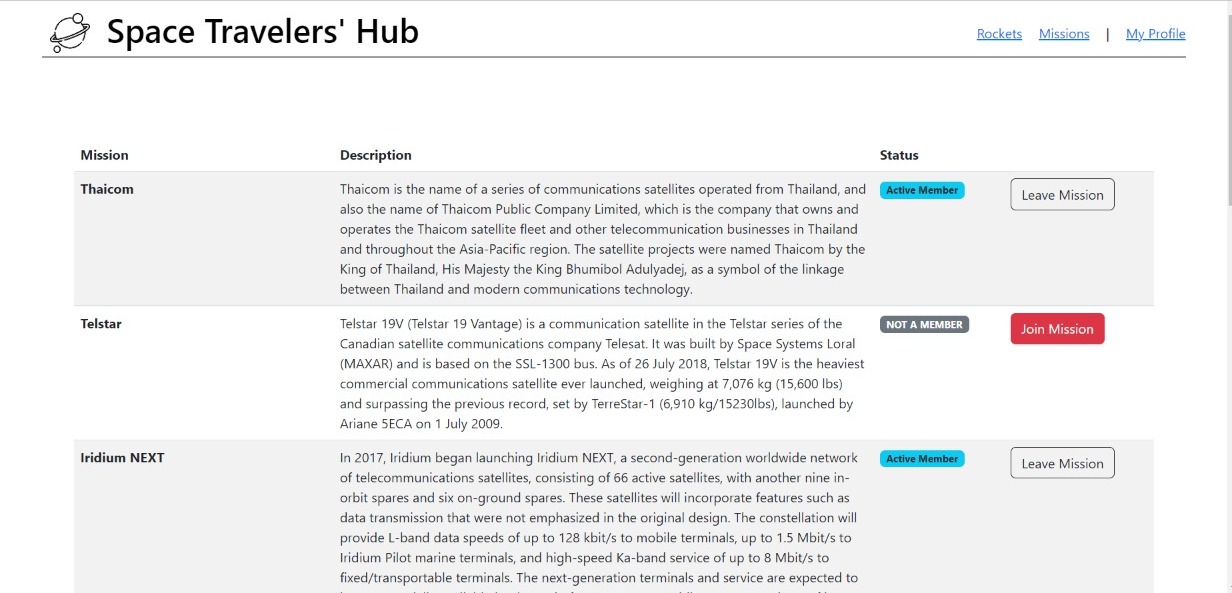 Space Travelers' Hub
Rockets Missions | My Profile
Mission Description Status
Thaicom
Thaicom is the name of a series of communications satellites operated from Thailand, and
also the name of Thaicom Public Company Limited, which is the company that owns and
operates the Thaicom satellite fleet and other telecommunication businesses in Thailand
and throughout the Asia-Pacific region. The satellite projects were named Thaicom by the
King of Thailand, His Majesty the King Bhumibol Adulyadej, as a symbol of the linkage
between Thailand and modern communications technology.
Active Member
Leave Mission
Telstar
Telstar 19V (Telstar 19 Vantage) is a communication satellite in the Telstar series of the
Canadian satellite communications company Telesat. It was built by Space Systems Loral
(MAXAR) and is based on the SSL-1300 bus. As of 26 July 2018, Telstar 19V is the heaviest
commercial communications satellite ever launched, weighing at 7,076 kg (15,600 lbs)
and surpassing the previous record, set by TerreStar-1 (6,910 kg/15230lbs), launched by
Ariane 5ECA on 1 July 2009.
NOT A MEMBER
Join Mission
Iridium NEXT
In 2017, Iridium began launching Iridium NEXT, a second-generation worldwide network
of telecommunications satellites, consisting of 66 active satellites, with another nine in-
orbit spares and six on-ground spares. These satellites will incorporate features such as
data transmission that were not emphasized in the original design. The constellation will
provide L-band data speeds of up to 128 kbit/s to mobile terminals, up to 1.5 Mbit/s to
Iridium Pilot marine terminals, and high-speed Ka-band service of up to 8 Mbit/s to
fixed/transportable terminals. The next-generation terminals and service are expected to
Active Member
Leave Mission